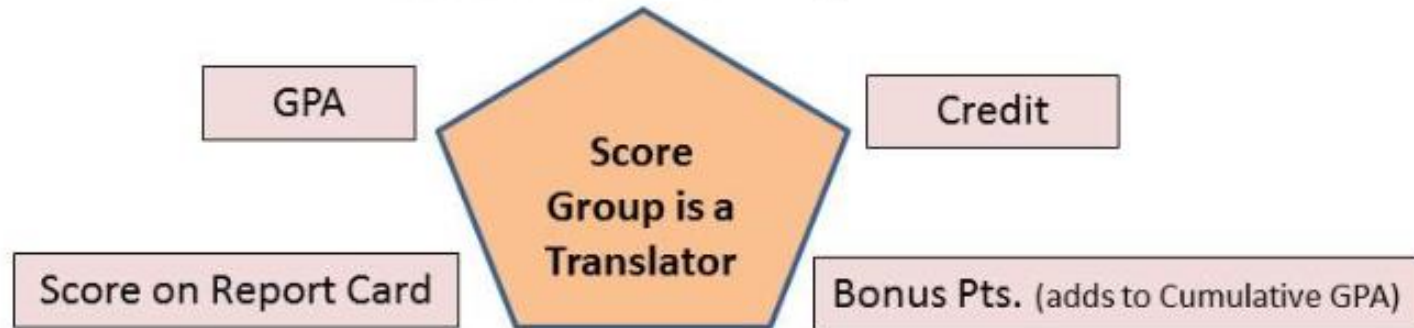 GPA
Credit
Score
Group is a
Translator
Score on Report Card
Bonus Pts. (adds to Cumulative GPA)